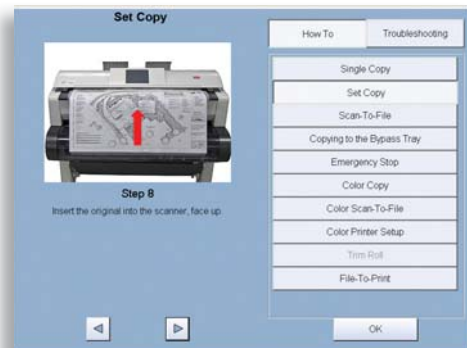 Set Copy
Step 8
Insert the original into the scanner, face up.
How To
Troubleshooting
Single Copy
Set Copy
Scan-To-File
Copying to the Bypass Tray
Emergency Stop
Color Copy
Color Scan-To-File
Color Printer Setup
Trim Roll
File-To-Print
OK